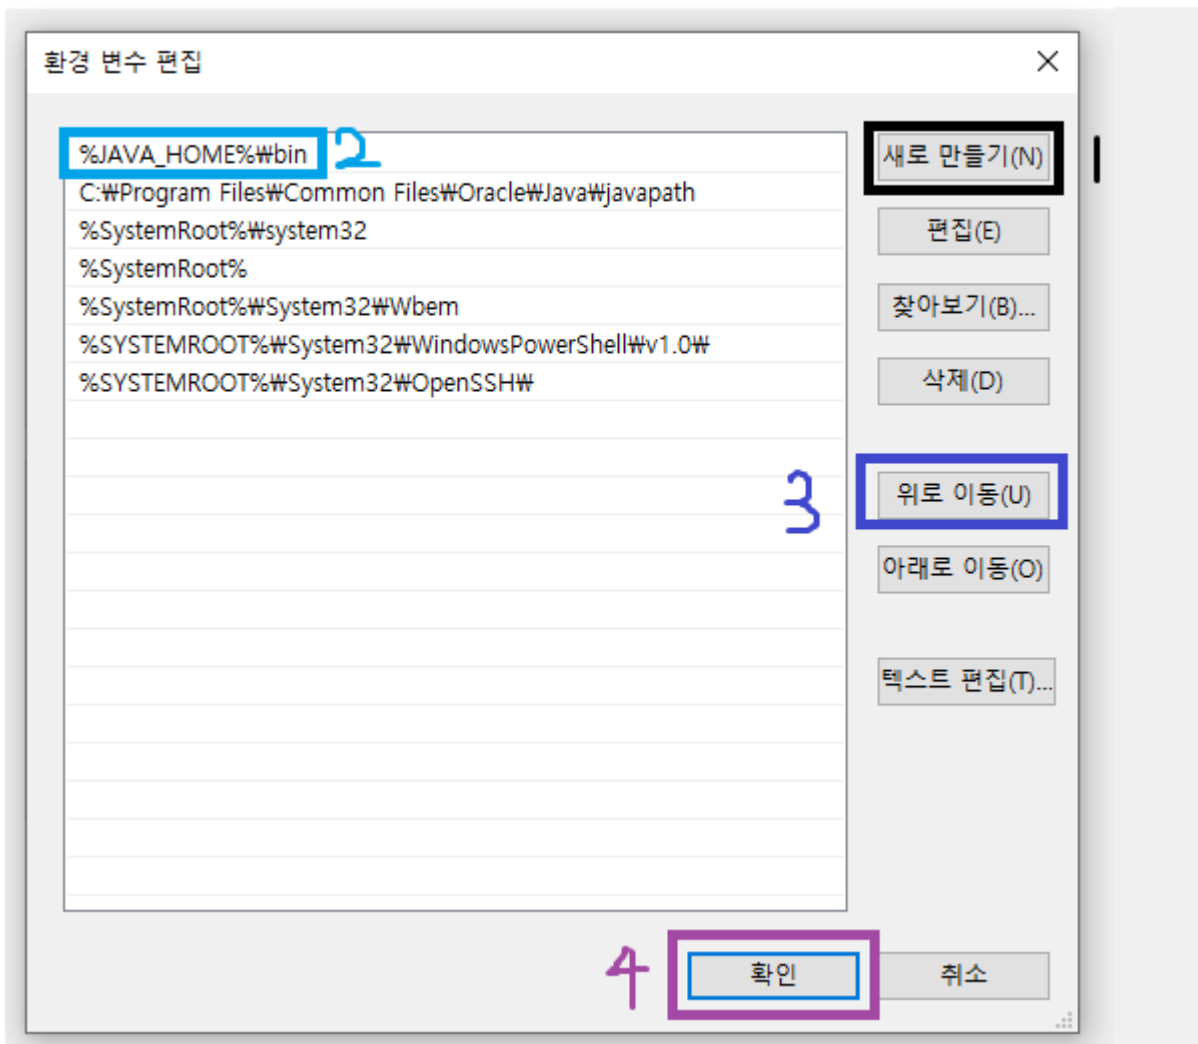 환경 변수 편집
%JAVA_HOME%₩bin 2 새로 만들기(N) 1
C:₩Program Files₩Common Files₩Oracle₩Java₩javapath
%SystemRoot%₩system32 편집(E)
%SystemRoot%
%SystemRoot%₩System32₩Wbem 찾아보기(B)...
%SYSTEMROOT%₩System32₩WindowsPowerShell₩v1.0₩
%SYSTEMROOT%₩System32₩OpenSSH₩ 삭제(D)
3 위로 이동(U)
아래로 이동(O)
텍스트 편집(T)...
4 확인 취소